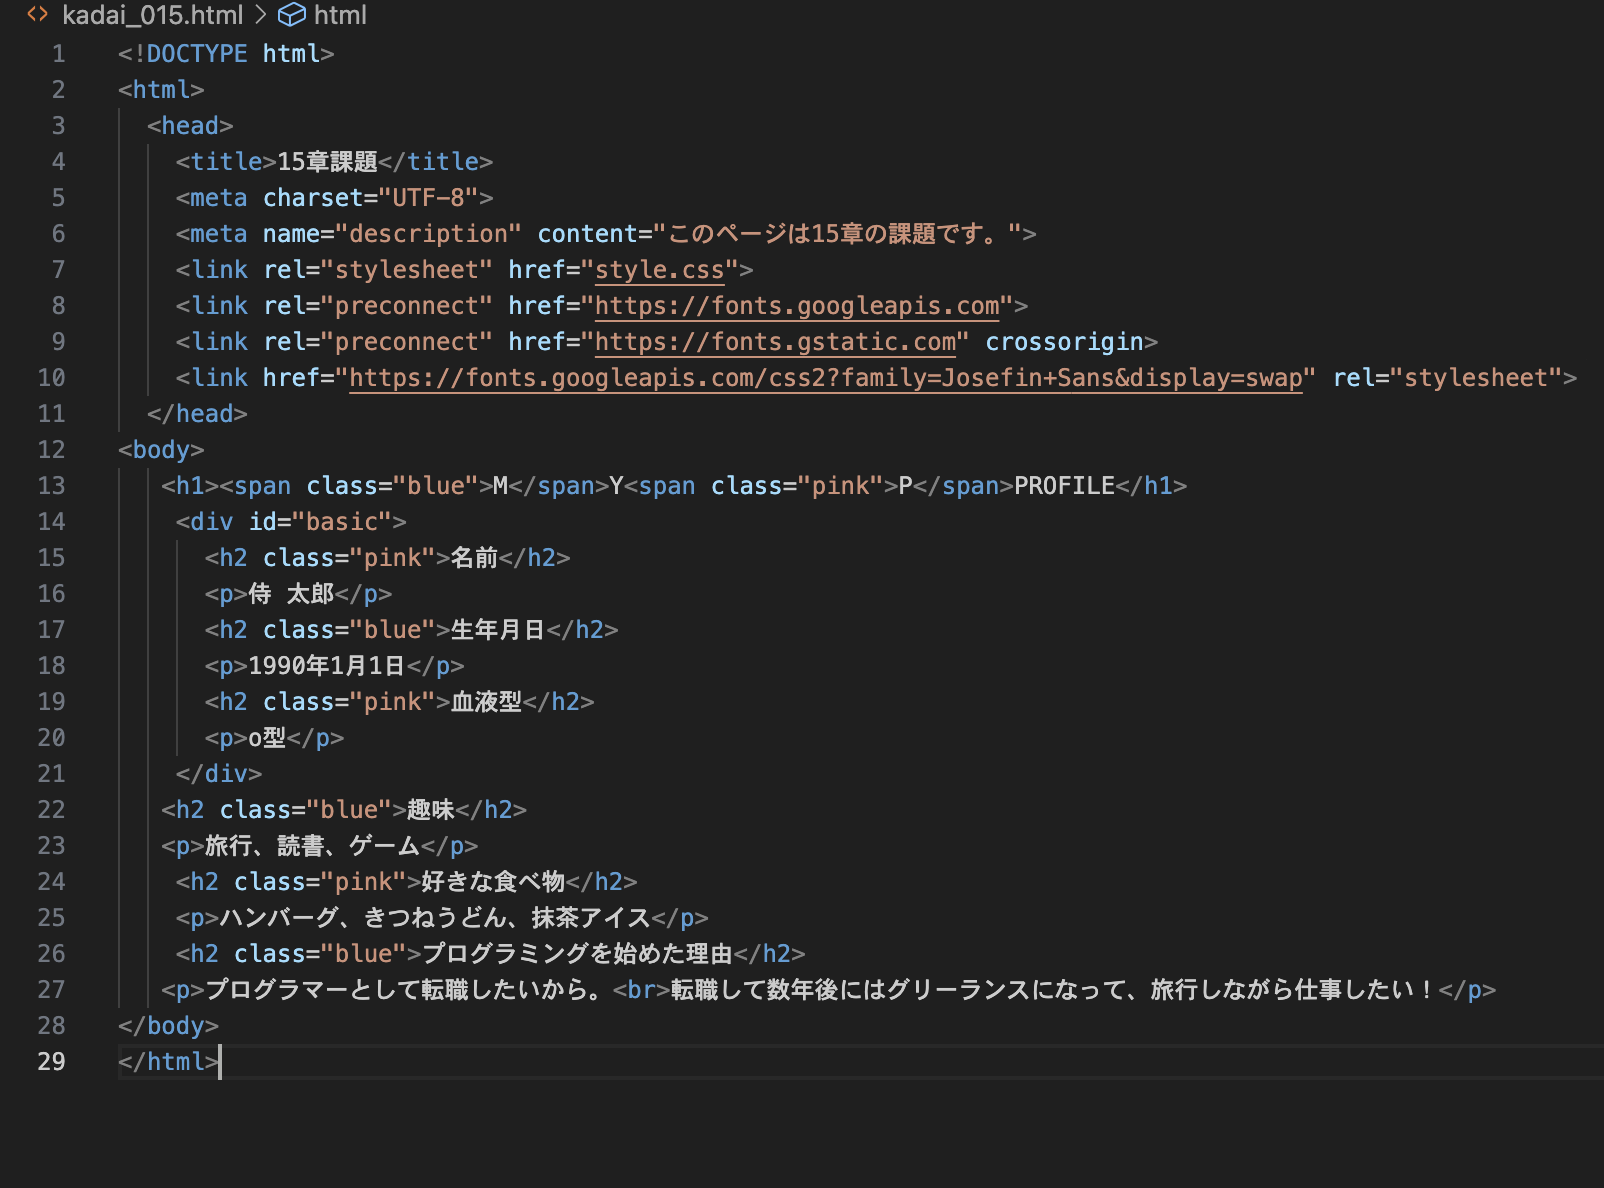 kadai_015.html > html
1 <!DOCTYPE html>
2 <html>
3 <head>
4 <title>15章課題</title>
5 <meta charset="UTF-8">
6 <meta name="description" content="このページは15章の課題です。">
7 <link rel="stylesheet" href="style.css">
8 <link rel="preconnect" href="https://fonts.googleapis.com">
9 <link rel="preconnect" href="https://fonts.gstatic.com" crossorigin>
10 <link href="https://fonts.googleapis.com/css2?family=Josefin+Sans&display=swap" rel="stylesheet">
11 </head>
12 <body>
13 <h1><span class="blue">M</span>Y<span class="pink">P</span>PROFILE</h1>
14 <div id="basic">
15 <h2 class="pink">名前</h2>
16 <p>侍 太郎</p>
17 <h2 class="blue">生年月日</h2>
18 <p>1990年1月1日</p>
19 <h2 class="pink">血液型</h2>
20 <p>o型</p>
21 </div>
22 <h2 class="blue">趣味</h2>
23 <p>旅行、読書、ゲーム</p>
24 <h2 class="pink">好きな食べ物</h2>
25 <p>ハンバーグ、きつねうどん、抹茶アイス</p>
26 <h2 class="blue">プログラミングを始めた理由</h2>
27 <p>プログラマーとして転職したいから。<br>転職して数年後にはグリーランスになって、旅行しながら仕事したい！</p>
28 </body>
29 </html>